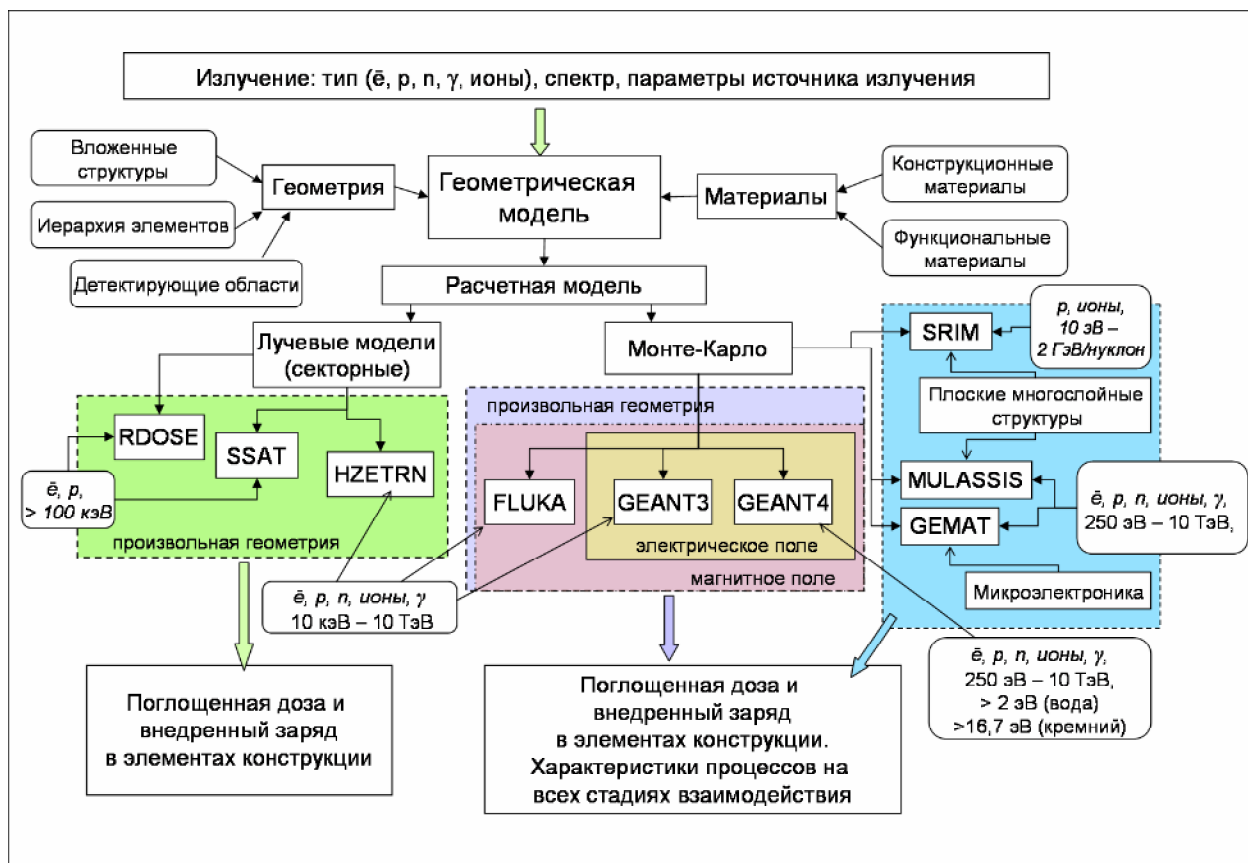 Излучение: тип (ē, p, n, γ, ионы), спектр, параметры источника излучения
Вложенные
структуры
Геометрия
Иерархия элементов
Детектирующие области
Геометрическая
модель
Материалы
Конструкционные
материалы
Функциональные
материалы
Расчетная модель
Лучевые модели
(секторные)
Монте-Карло
RDOSE
SSAT
HZETRN
ē, p,
> 100 кэВ
произвольная геометрия
произвольная геометрия
FLUKA
GEANT3
GEANT4
электрическое поле
магнитное поле
ē, p, n, ионы, γ
10 кэВ – 10 ТэВ
SRIM
p, ионы,
10 эВ –
2 ГэВ/нуклон
Плоские многослойные
структуры
MULASSIS
GEMAT
ē, p, n, ионы, γ,
250 эВ – 10 ТэВ,
Микроэлектроника
ē, p, n, ионы, γ,
250 эВ – 10 ТэВ,
> 2 эВ (вода)
>16,7 эВ (кремний)
Поглощенная доза и
внедренный заряд
в элементах конструкции
Поглощенная доза и
внедренный заряд
в элементах конструкции.
Характеристики процессов на
всех стадиях взаимодействия